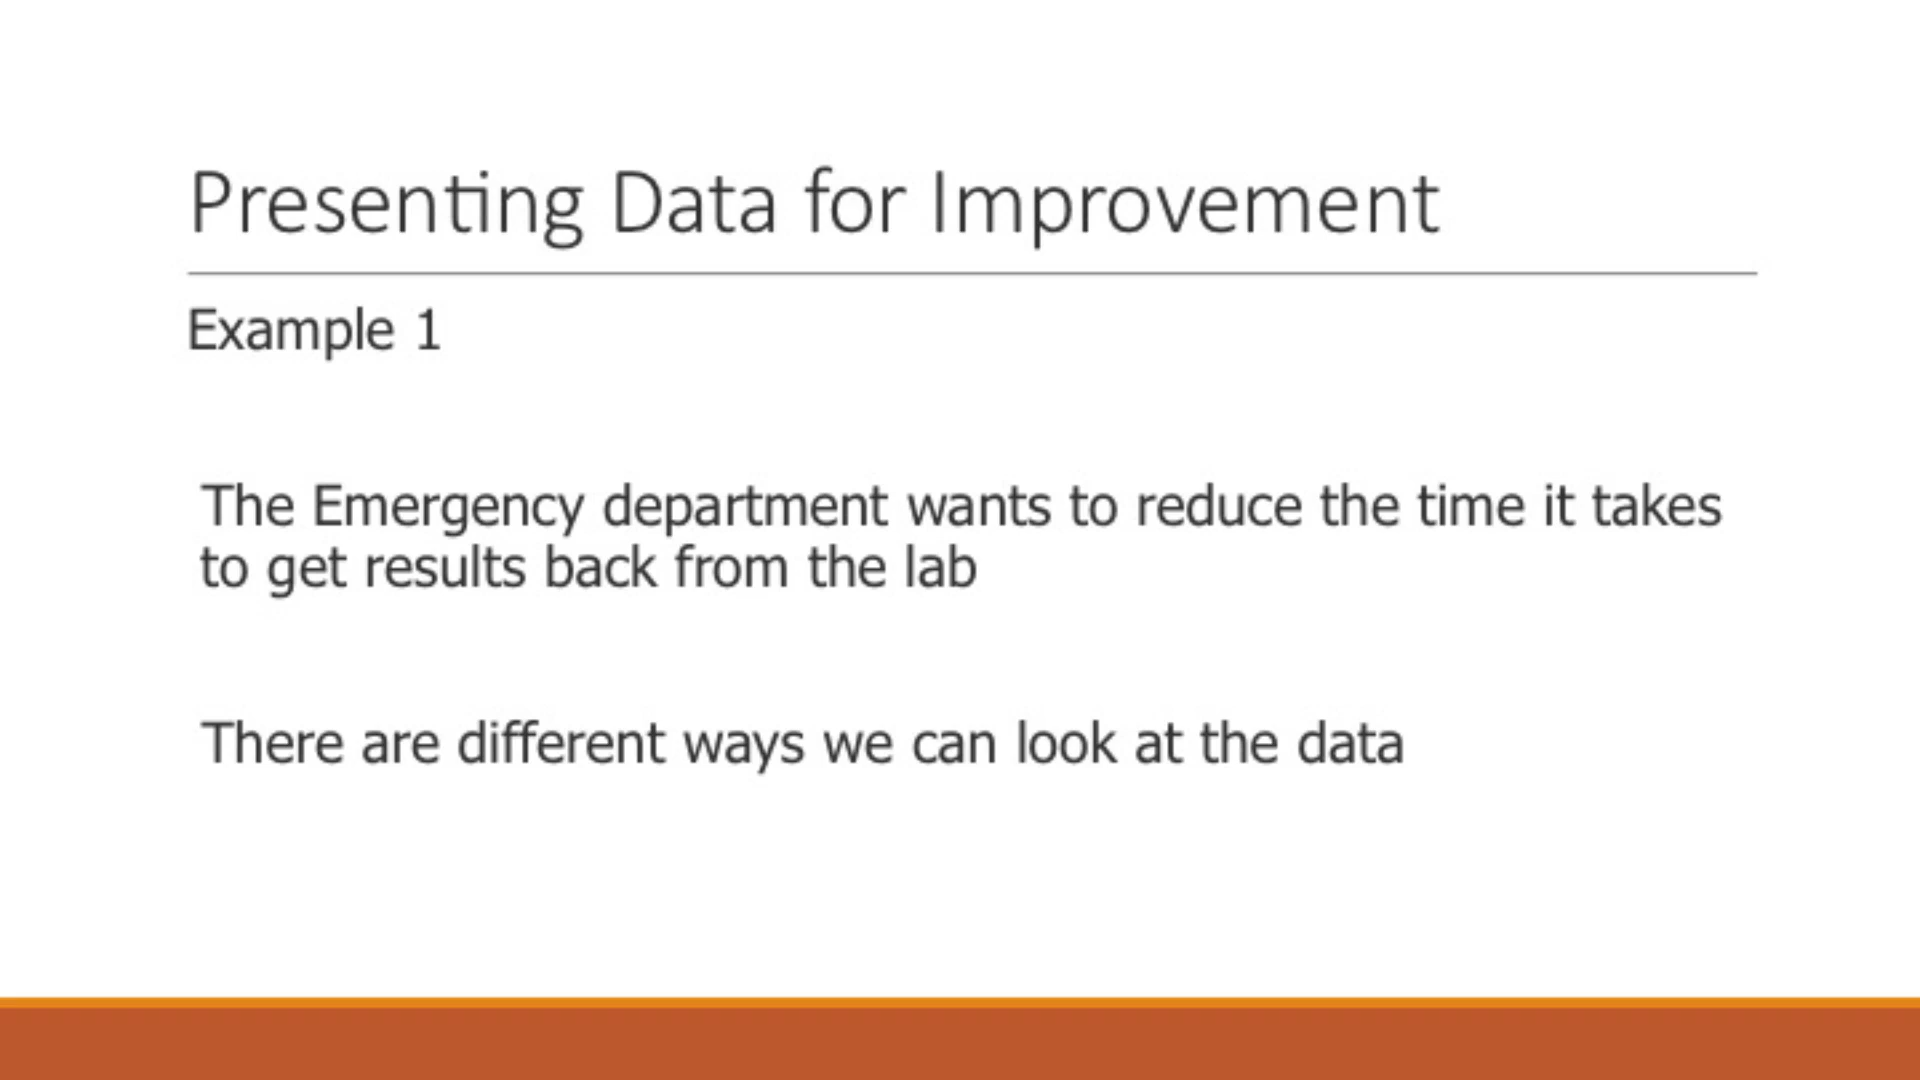 Presenting Data for Improvement
Example 1
The Emergency department wants to reduce the time it takes
to get results back from the lab
There are different ways we can look at the data